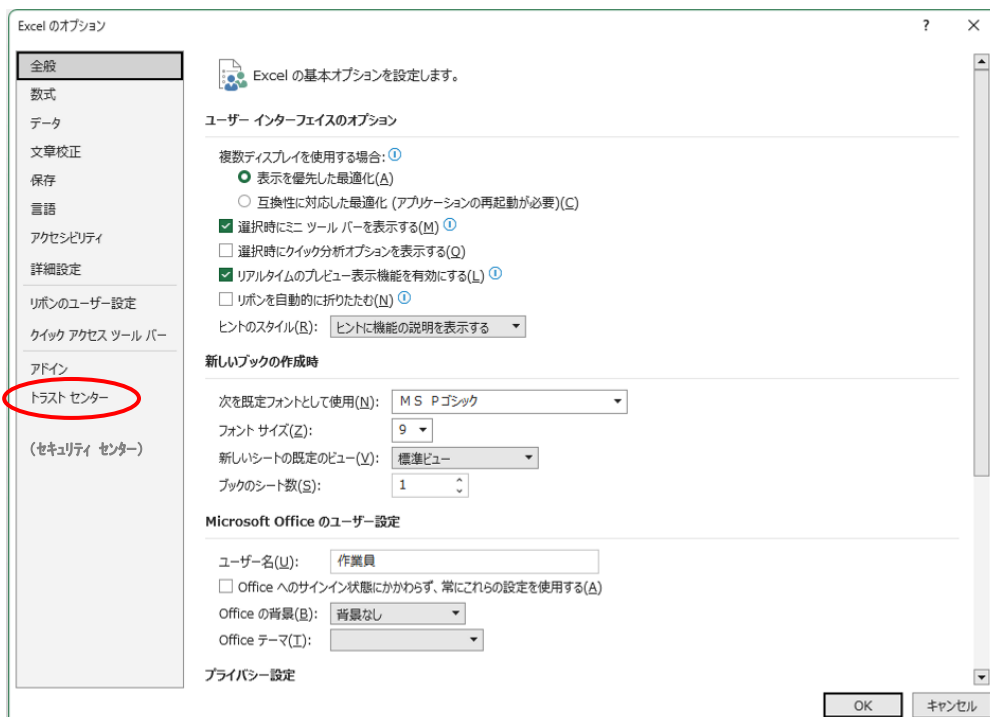 Excel のオプション ? ×
全般
数式
データ
文章校正
保存
言語
アクセシビリティ
詳細設定
リボンのユーザー設定
クイック アクセス ツール バー
アドイン
トラスト センター
(セキュリティ センター)
Excel の基本オプションを設定します。
ユーザー インターフェイスのオプション
複数ディスプレイを使用する場合:
表示を優先した最適化(A)
互換性に対応した最適化 (アプリケーションの再起動が必要)(C)
選択時にミニ ツール バーを表示する(M)
選択時にクイック分析オプションを表示する(Q)
リアルタイムのプレビュー表示機能を有効にする(L)
リボンを自動的に折りたたむ(N)
ヒントのスタイル(R): ヒントに機能の説明を表示する
新しいブックの作成時
次を既定フォントとして使用(N): ＭＳ Ｐゴシック
フォント サイズ(Z): 9
新しいシートの既定のビュー(V): 標準ビュー
ブックのシート数(S): 1
Microsoft Office のユーザー設定
ユーザー名(U): 作業員
Office へのサインイン状態にかかわらず、常にこれらの設定を使用する(A)
Office の背景(B): 背景なし
Office テーマ(T):
プライバシー設定
OK キャンセル